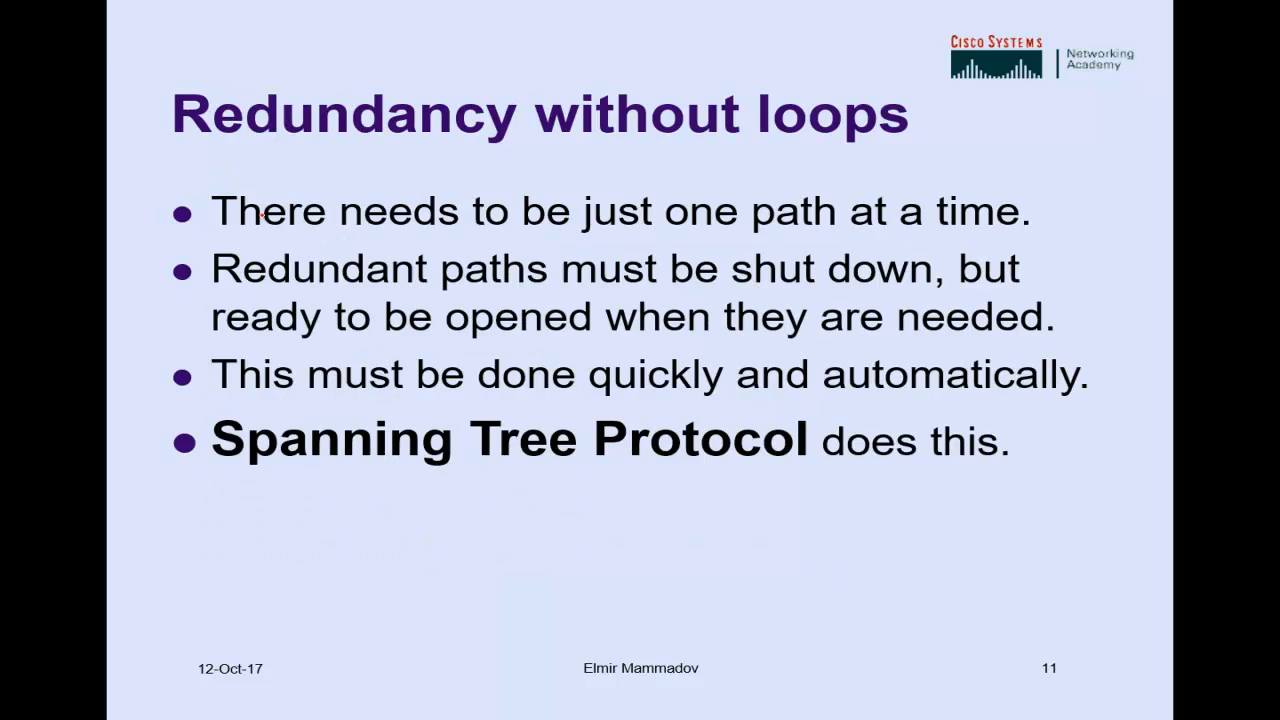 CISCO SYSTEMS
Networking
Academy
Redundancy without loops
• There needs to be just one path at a time.
• Redundant paths must be shut down, but
ready to be opened when they are needed.
• This must be done quickly and automatically.
• Spanning Tree Protocol does this.
12-Oct-17
Elmir Mammadov
11